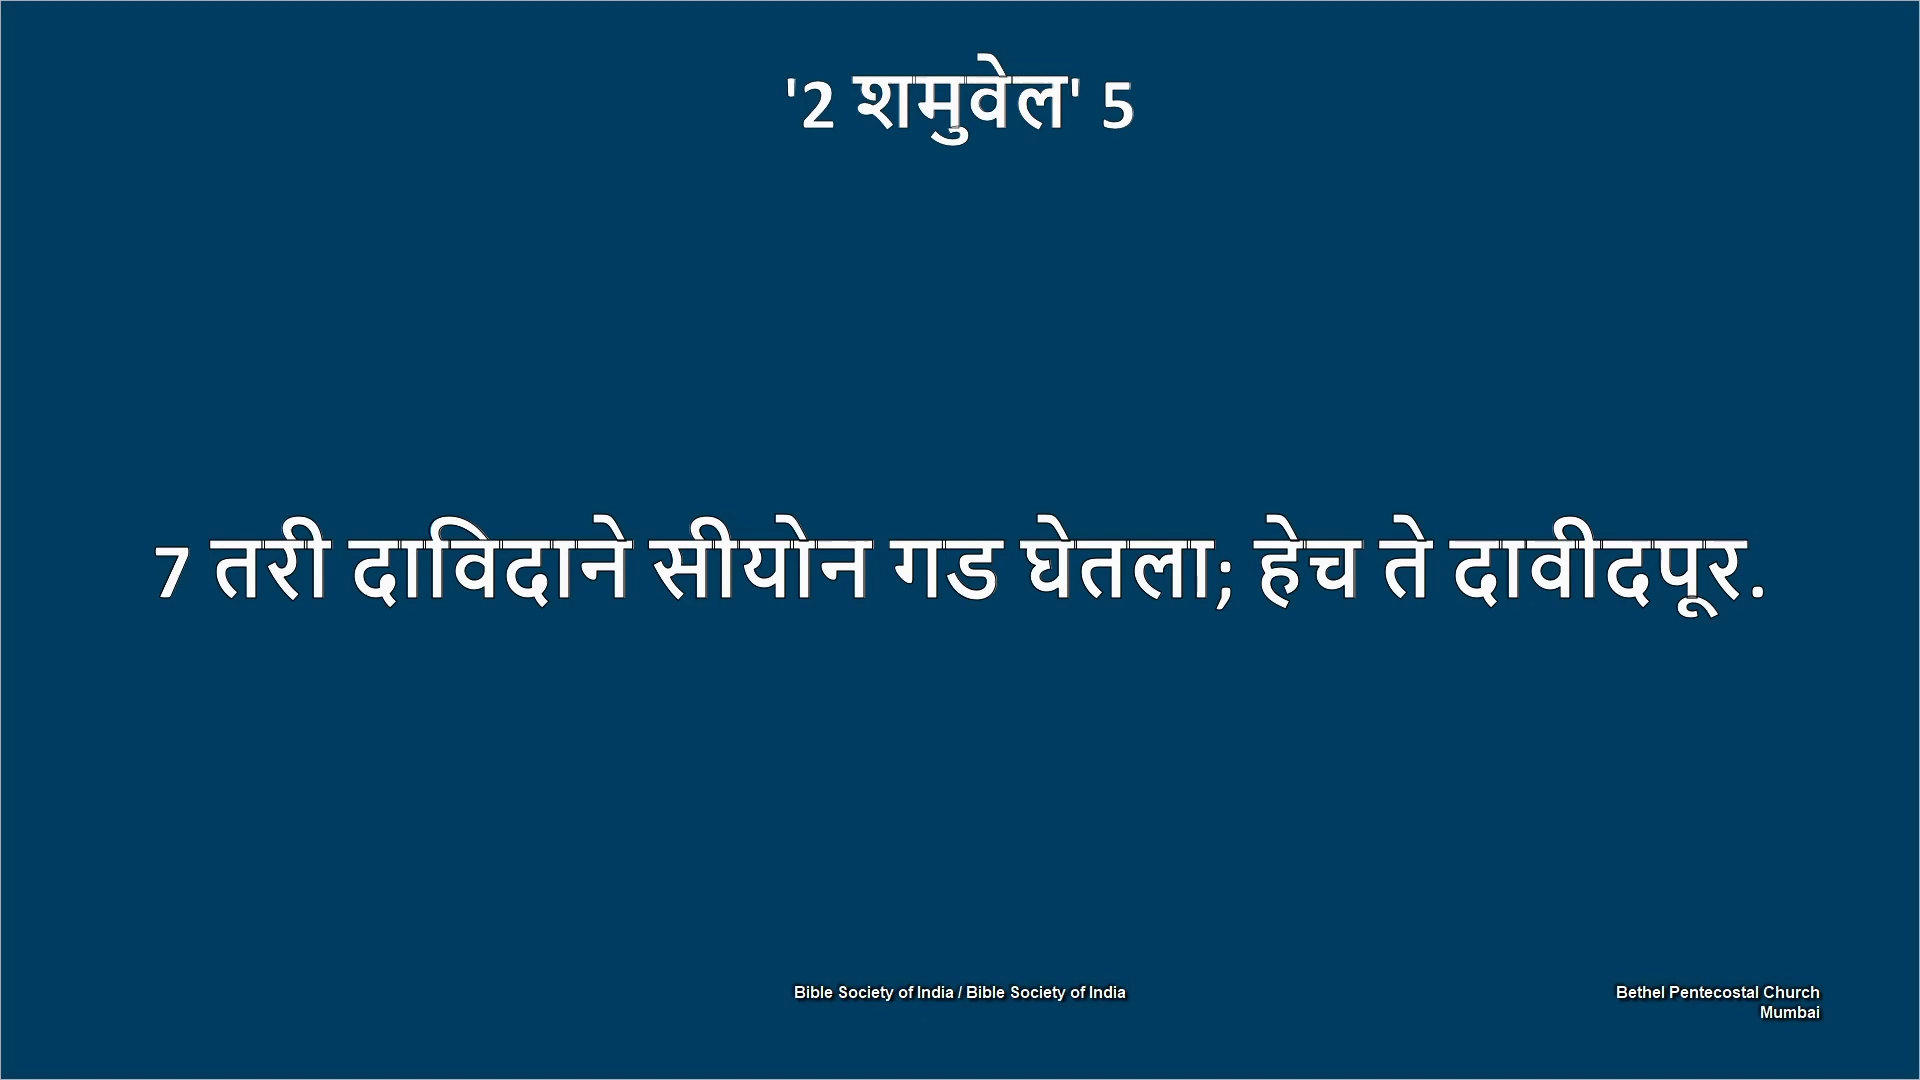 '2 शमुवेल' 5
7 तरी दाविदाने सीयोन गड घेतला; हेच ते दावीदपूर.
Bible Society of India / Bible Society of India
Bethel Pentecostal Church
Mumbai